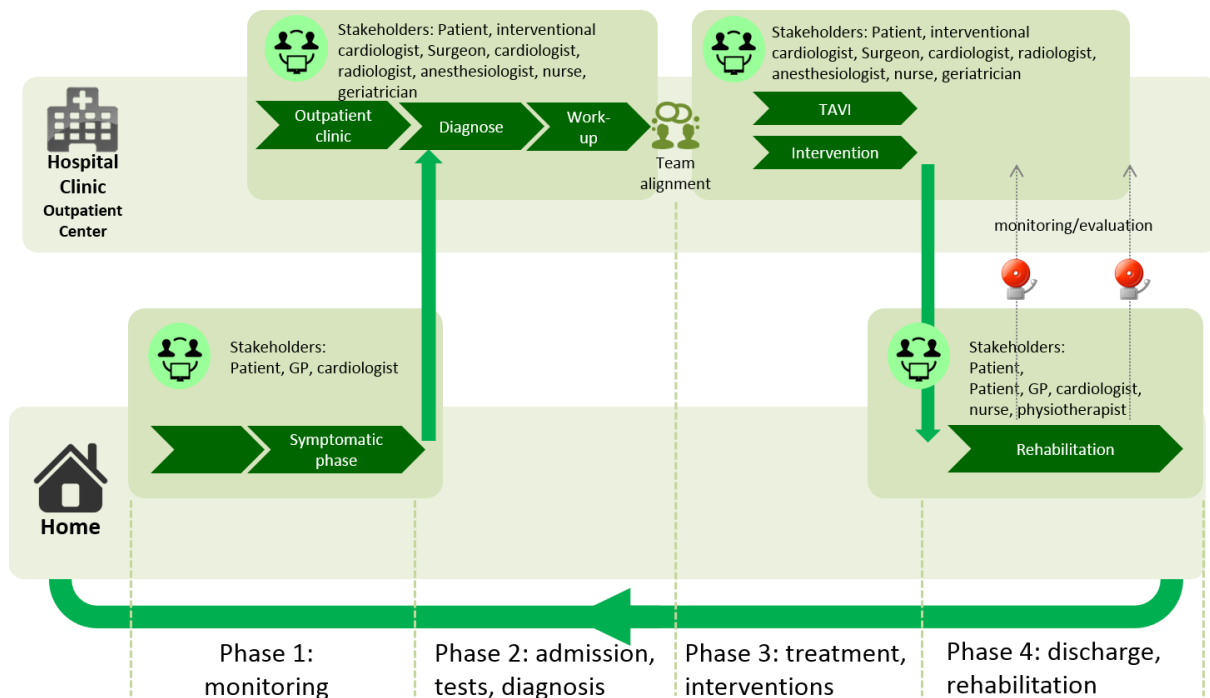 Stakeholders: Patient, interventional
cardiologist, Surgeon, cardiologist,
radiologist, anesthesiologist, nurse,
geriatrician
Stakeholders: Patient, interventional
cardiologist, Surgeon, cardiologist, radiologist,
anesthesiologist, nurse, geriatrician
Hospital
Clinic
Outpatient
Center
Outpatient
clinic
Diagnose
Work-
up
Team
alignment
TAVI
Intervention
monitoring/evaluation
Stakeholders:
Patient, GP, cardiologist
Symptomatic
phase
Stakeholders:
Patient,
Patient, GP, cardiologist,
nurse, physiotherapist
Rehabilitation
Home
Phase 1:
monitoring
Phase 2: admission,
tests, diagnosis
Phase 3: treatment,
interventions
Phase 4: discharge,
rehabilitation